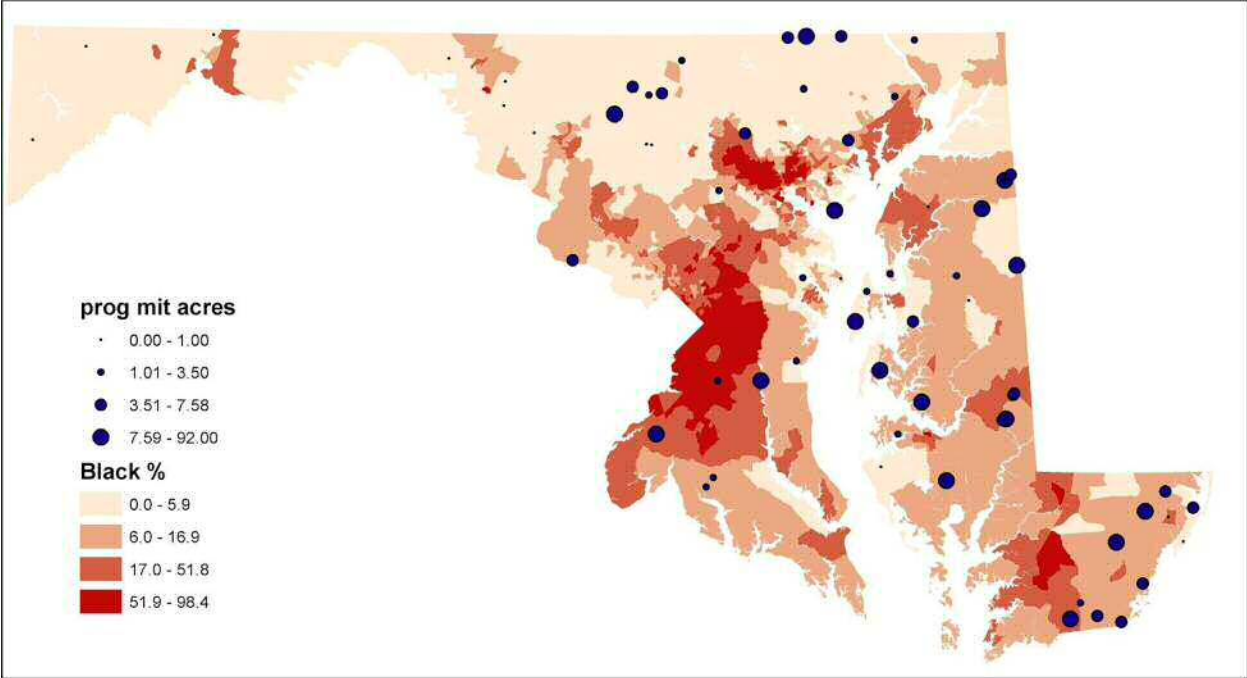 prog mit acres
0.00 - 1.00
1.01 - 3.50
3.51 - 7.58
7.59 - 92.00
Black %
0.0 - 5.9
6.0 - 16.9
17.0 - 51.8
51.9 - 98.4